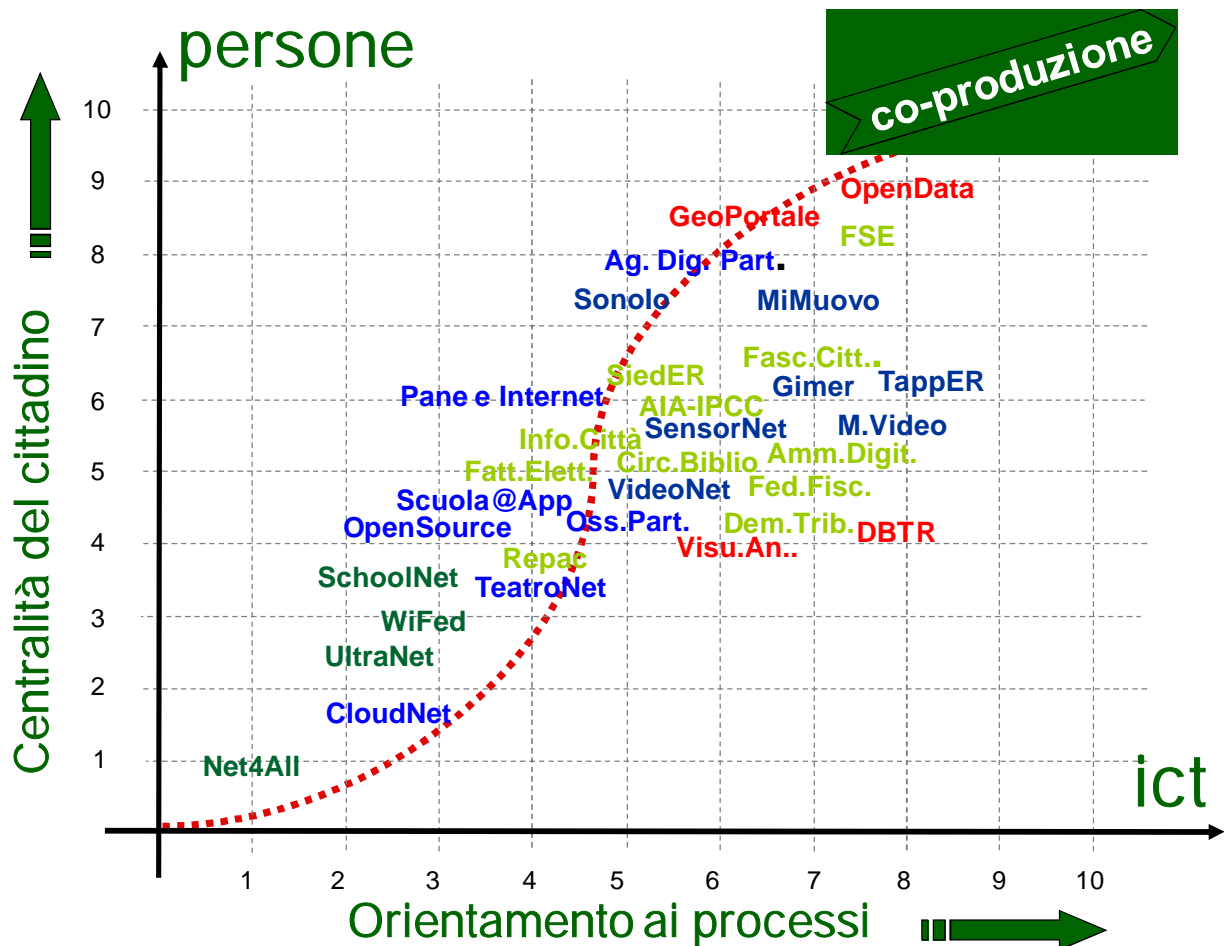 persone
co-produzione
10
9
OpenData
GeoPortale
FSE
8
Ag. Dig. Part.
Sonolo
MiMuovo
7
Fasc.Citt..
SiedER
Gimer
TappER
6
Pane e Internet
AIA-IPCC
SensorNet
M.Video
Info.Città
Amm.Digit.
5
Fatt.Elett.
Circ.Biblio
VideoNet
Fed.Fisc.
Scuola@App
OpenSource
Oss.Part.
Dem.Trib.
DBTR
4
Visu.An..
Repac
SchoolNet
TeatroNet
3
WiFed
UltraNet
2
CloudNet
1
Net4All
ict
Centralità del cittadino
1 2 3 4 5 6 7 8 9 10
Orientamento ai processi